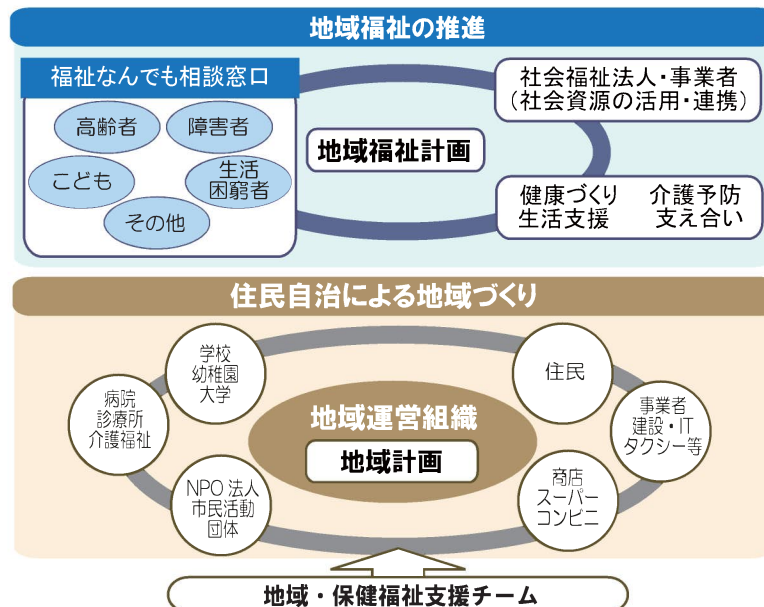 地域福祉の推進
福祉なんでも相談窓口
高齢者
障害者
こども
生活
困窮者
その他
地域福祉計画
社会福祉法人・事業者
（社会資源の活用・連携）
健康づくり 介護予防
生活支援 支え合い
住民自治による地域づくり
学校
幼稚園
大学
住民
病院
診療所
介護福祉
事業者
建設・IT
タクシー等
地域運営組織
地域計画
NPO 法人
市民活動
団体
商店
スーパー
コンビニ
地域・保健福祉支援チーム